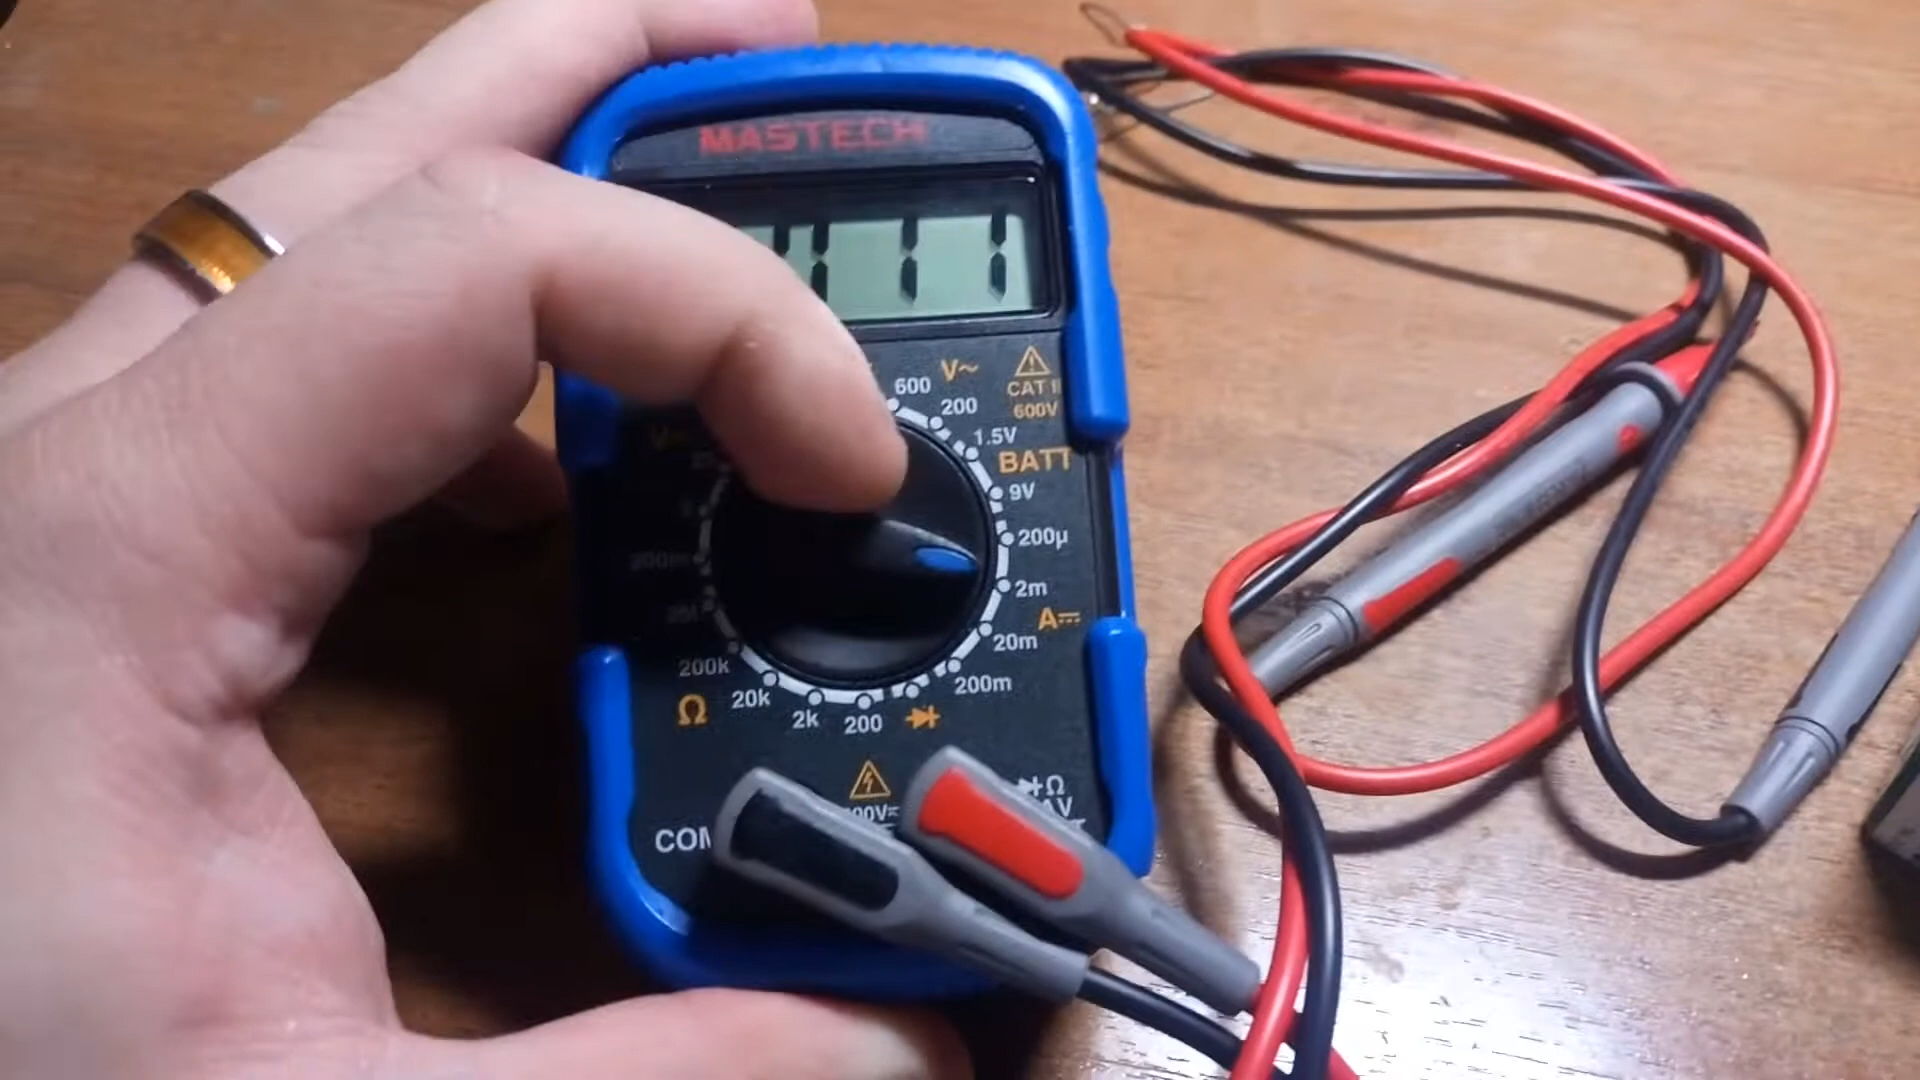 MASTECH
111
600
V~
200
CAT II
600V
1.5V
BATT
9V
200µ
2m
A⎓
20m
200m
200k
20k
2k
200
Ω
Ω
COM